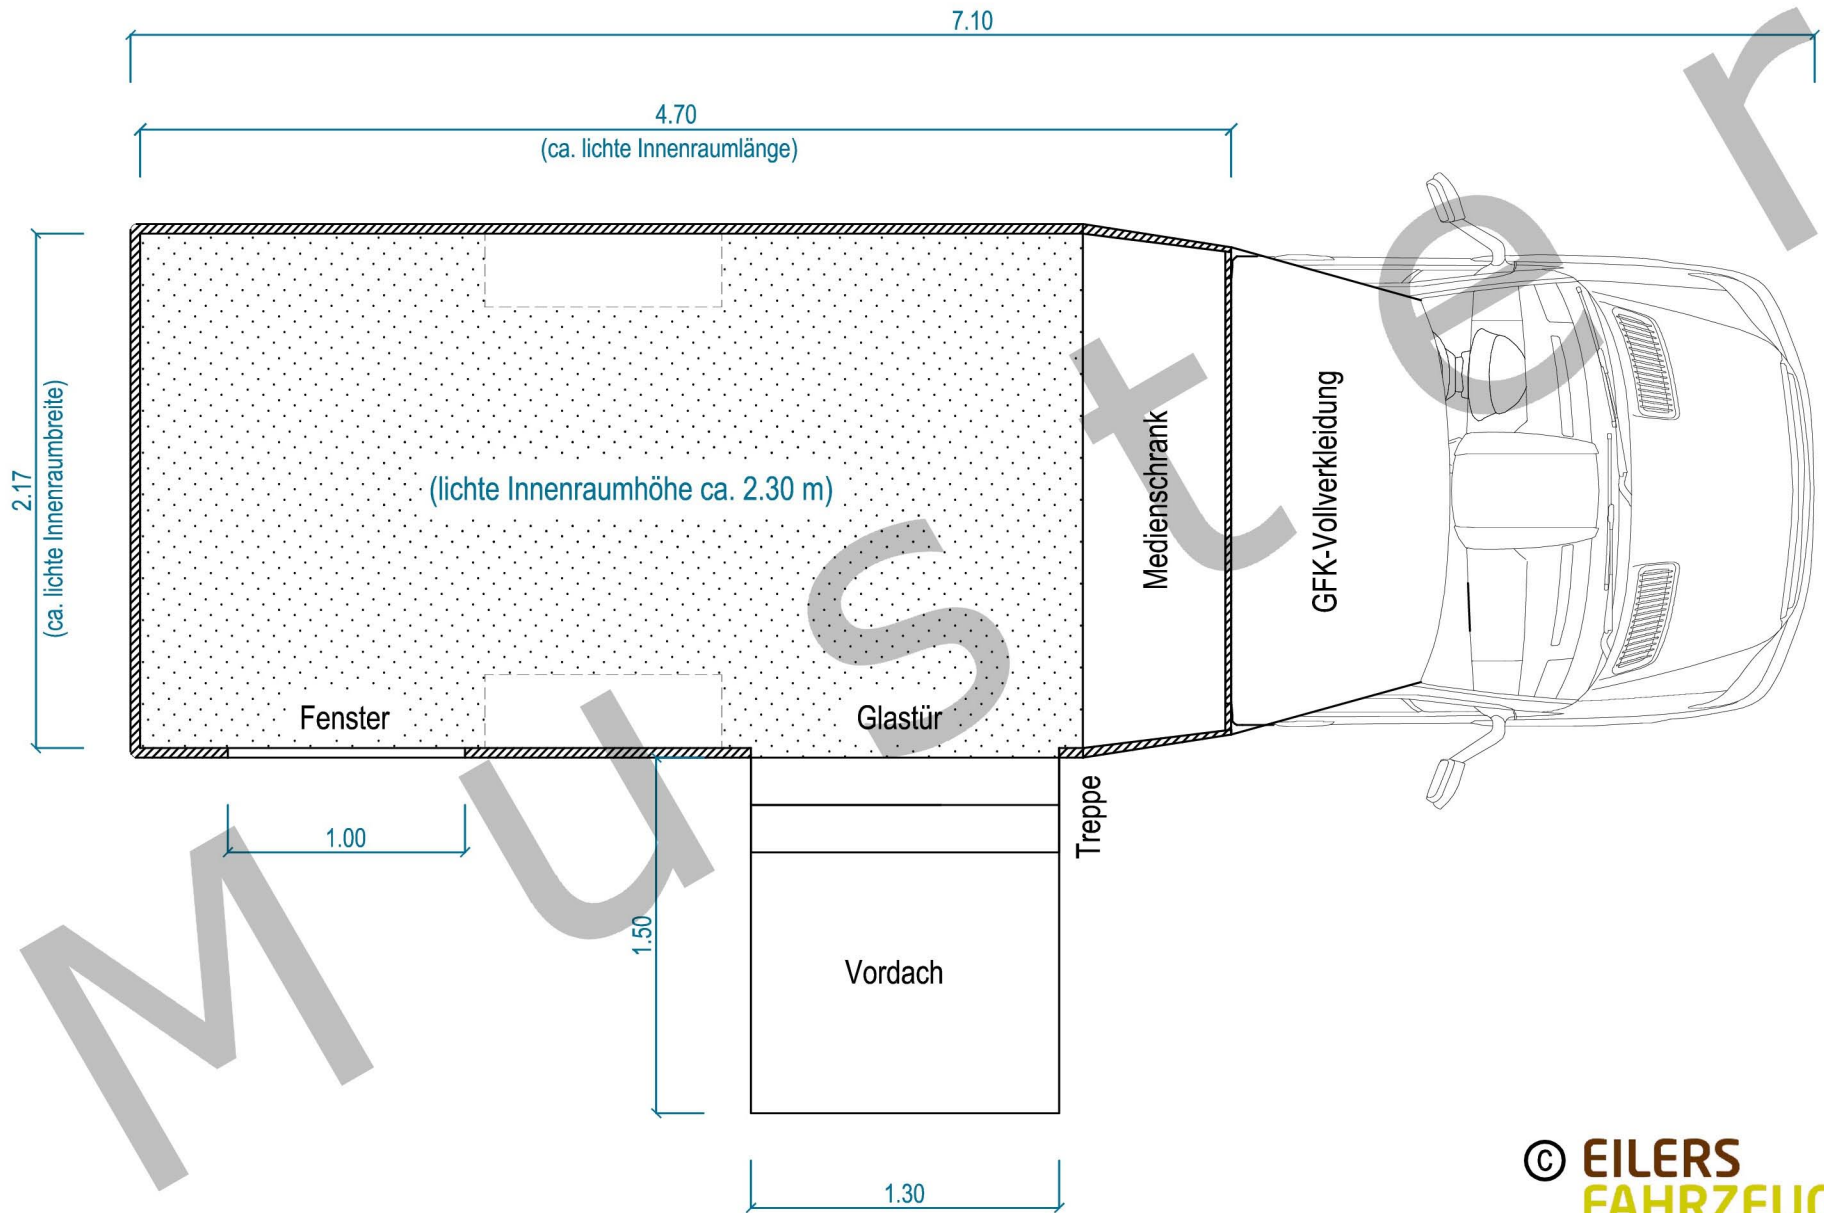 7.10
4.70
(ca. lichte Innenraumlänge)
2.17
(ca. lichte Innenraumbreite)
(lichte Innenraumhöhe ca. 2.30 m)
Medienschrank
GFK-Vollverkleidung
Fenster
Glastür
Treppe
1.00
1.50
Vordach
1.30
Muster
© EILERS
FAHRZEUG